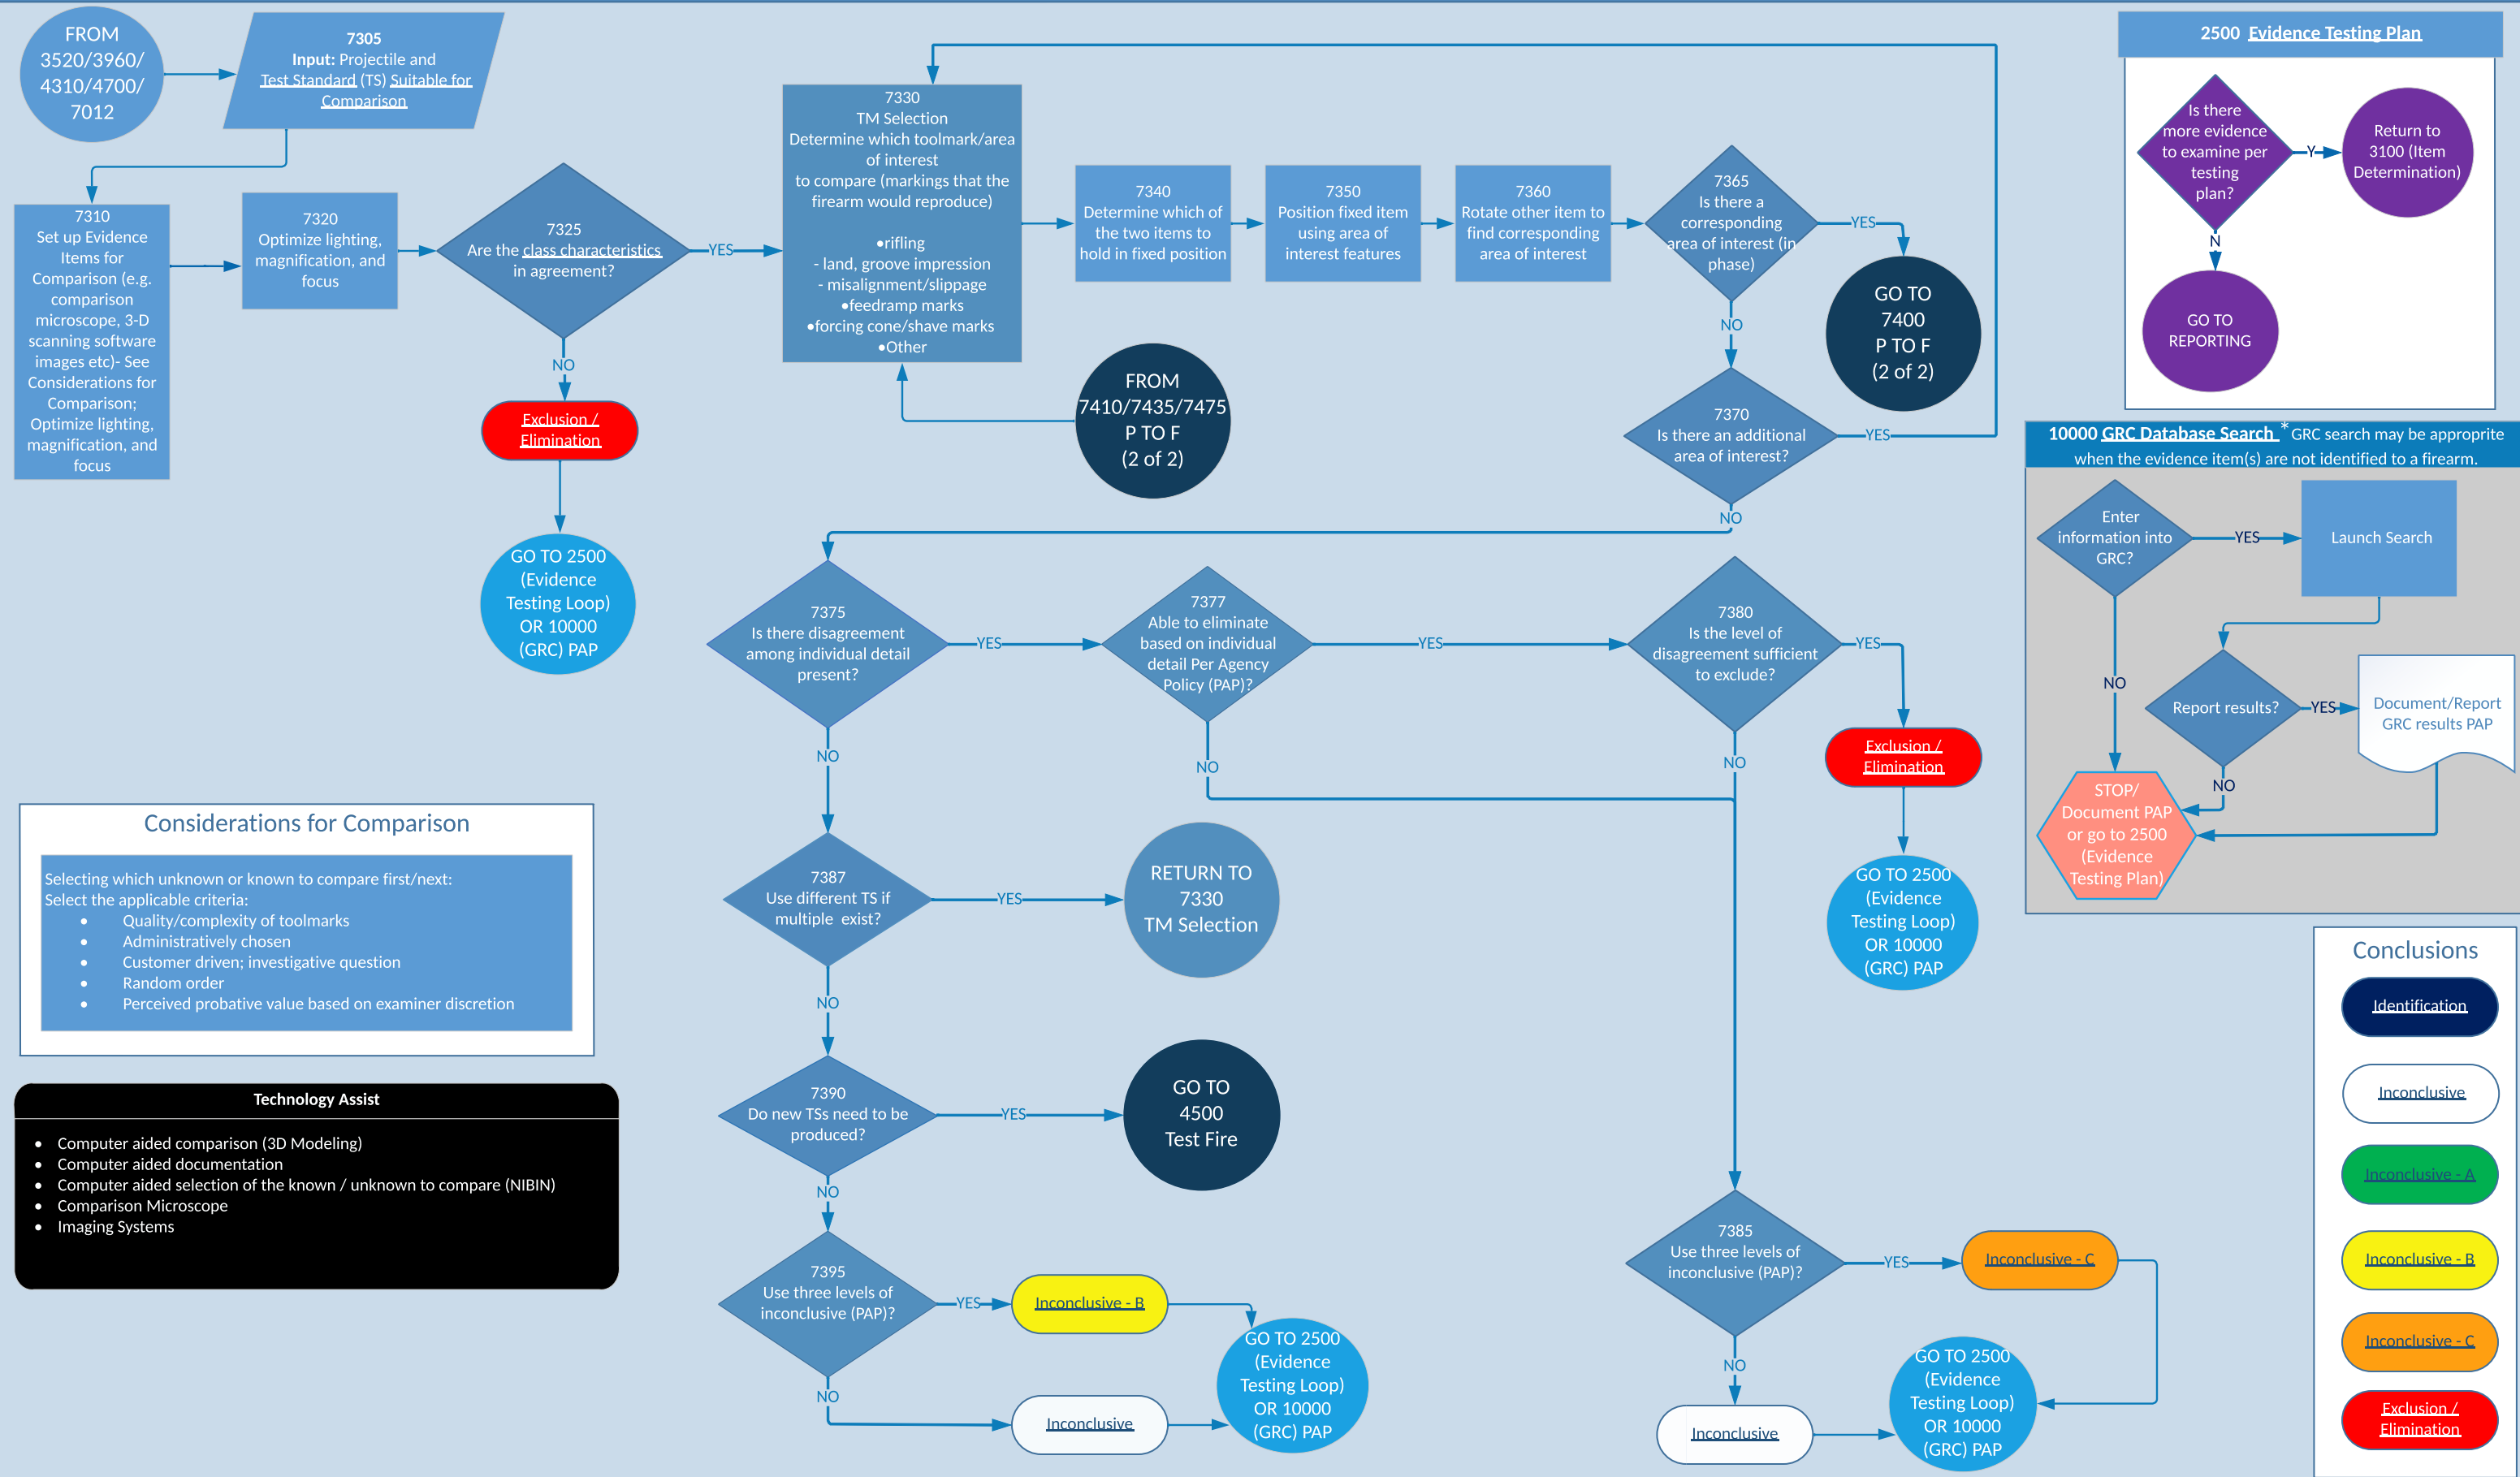 FROM
3520/3960/
4310/4700/
7012
7305
Input: Projectile and
Test Standard (TS) Suitable for
Comparison
7310
Set up Evidence
Items for
Comparison (e.g.
comparison
microscope, 3-D
scanning software
images etc)- See
Considerations for
Comparison;
Optimize lighting,
magnification, and
focus
7320
Optimize lighting,
magnification, and
focus
7325
Are the class characteristics
in agreement?
YES
NO
Exclusion /
Elimination
GO TO 2500
(Evidence
Testing Loop)
OR 10000
(GRC) PAP
7330
TM Selection
Determine which toolmark/area
of interest
to compare (markings that the
firearm would reproduce)
•rifling
- land, groove impression
- misalignment/slippage
•feedramp marks
•forcing cone/shave marks
•Other
FROM
7410/7435/7475
P TO F
(2 of 2)
7340
Determine which of
the two items to
hold in fixed position
7350
Position fixed item
using area of
interest features
7360
Rotate other item to
find corresponding
area of interest
7365
Is there a
corresponding
area of interest (in
phase)
YES
GO TO
7400
P TO F
(2 of 2)
NO
7370
Is there an additional
area of interest?
YES
NO
7375
Is there disagreement
among individual detail
present?
YES
7377
Able to eliminate
based on individual
detail Per Agency
Policy (PAP)?
YES
7380
Is the level of
disagreement sufficient
to exclude?
YES
NO
NO
NO
Exclusion /
Elimination
GO TO 2500
(Evidence
Testing Loop)
OR 10000
(GRC) PAP
7387
Use different TS if
multiple exist?
YES
RETURN TO
7330
TM Selection
NO
7390
Do new TSs need to be
produced?
YES
GO TO
4500
Test Fire
NO
7395
Use three levels of
inconclusive (PAP)?
YES
Inconclusive - B
NO
Inconclusive
GO TO 2500
(Evidence
Testing Loop)
OR 10000
(GRC) PAP
7385
Use three levels of
inconclusive (PAP)?
YES
Inconclusive - C
NO
Inconclusive
GO TO 2500
(Evidence
Testing Loop)
OR 10000
(GRC) PAP
Considerations for Comparison
Selecting which unknown or known to compare first/next:
Select the applicable criteria:
• Quality/complexity of toolmarks
• Administratively chosen
• Customer driven; investigative question
• Random order
• Perceived probative value based on examiner discretion
Technology Assist
• Computer aided comparison (3D Modeling)
• Computer aided documentation
• Computer aided selection of the known / unknown to compare (NIBIN)
• Comparison Microscope
• Imaging Systems
2500 Evidence Testing Plan
Is there
more evidence
to examine per
testing
plan?
Y
Return to
3100 (Item
Determination)
N
GO TO
REPORTING
10000 GRC Database Search *GRC search may be approprite
when the evidence item(s) are not identified to a firearm.
Enter
information into
GRC?
YES
Launch Search
NO
Report results?
YES
Document/Report
GRC results PAP
NO
STOP/
Document PAP
or go to 2500
(Evidence
Testing Plan)
Conclusions
Identification
Inconclusive
Inconclusive - A
Inconclusive - B
Inconclusive - C
Exclusion /
Elimination